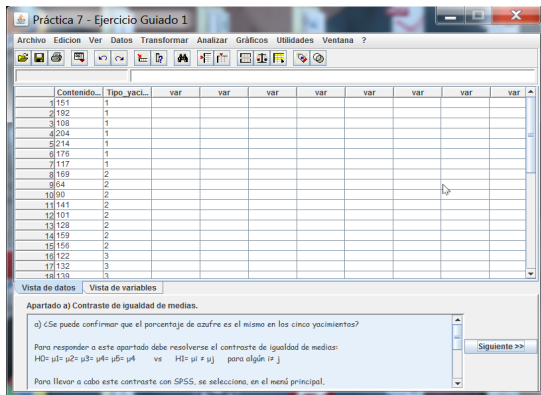 Práctica 7 - Ejercicio Guiado 1
Archivo Edicion Ver Datos Transformar Analizar Gráficos Utilidades Ventana ?
Contenido... Tipo_yaci... var var var var var var var var
1 151 1
2 192 1
3 108 1
4 204 1
5 214 1
6 176 1
7 117 1
8 169 2
9 64 2
10 90 2
11 141 2
12 101 2
13 128 2
14 159 2
15 156 2
16 122 3
17 132 3
18 139 3
Vista de datos Vista de variables
Apartado a) Contraste de igualdad de medias.
a) ¿Se puede confirmar que el porcentaje de azufre es el mismo en los cinco yacimientos?
Para responder a este apartado debe resolverse el contraste de igualdad de medias:
H0= μ1= μ2= μ3= μ4= μ5= μ4 vs H1= μi ≠ μj para algún i≠ j
Para llevar a cabo este contraste con SPSS, se selecciona, en el menú principal,
Siguiente >>